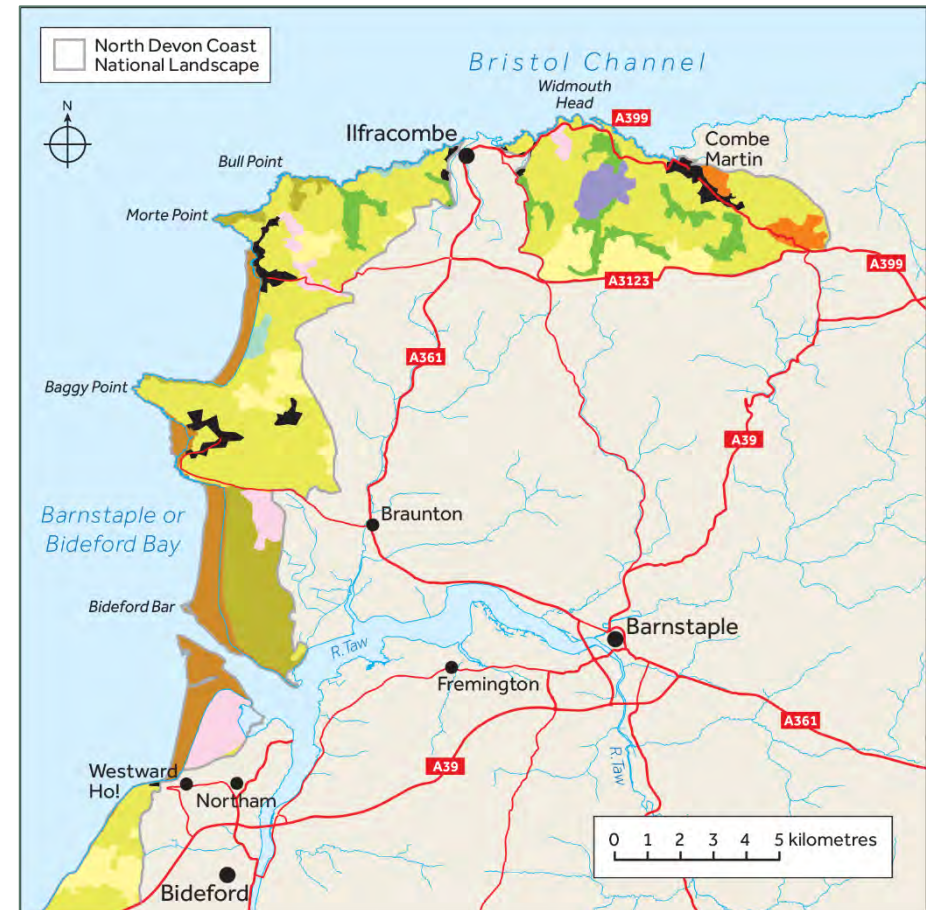 North Devon Coast
National Landscape
Bristol Channel
Widmouth
Head
A399
N
Ilfracombe
Combe
Martin
Bull Point
Morte Point
A399
A3123
A361
Baggy Point
A39
Barnstaple or
Bideford Bay
Braunton
Bideford Bar
R.Taw
Barnstaple
Fremington
A361
R.Taw
A39
Westward
Ho!
Northam
0 1 2 3 4 5 kilometres
Bideford